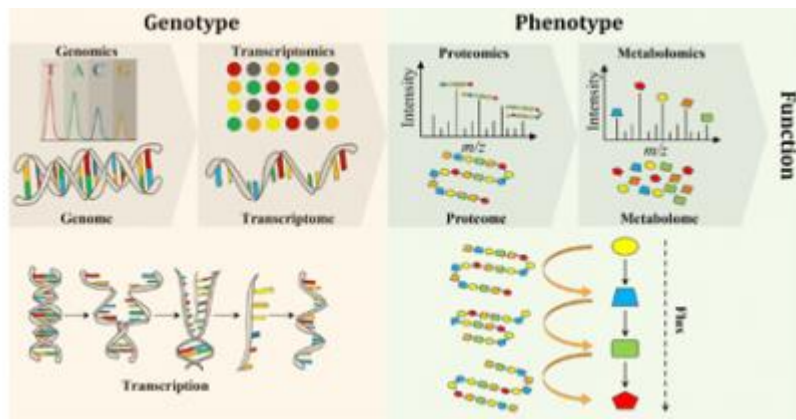 Genotype
Phenotype
Genomics
Transcriptomics
Proteomics
Metabolomics
T A C G
Intensity
m/z
Intensity
m/z
Function
Genome
Transcriptome
Proteome
Metabolome
Transcription
Flux